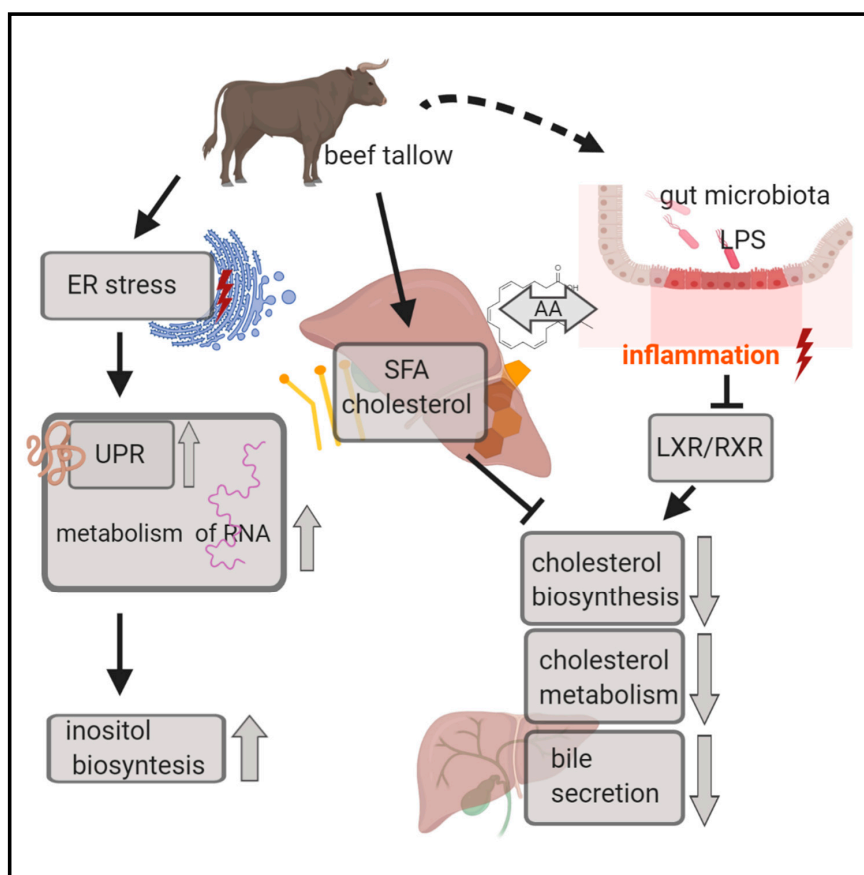 beef tallow
gut microbiota
LPS
ER stress
O
OH
AA
inflammation
SFA
cholesterol
UPR
LXR/RXR
metabolism of RNA
cholesterol
biosynthesis
cholesterol
metabolism
inositol
biosyntesis
bile
secretion